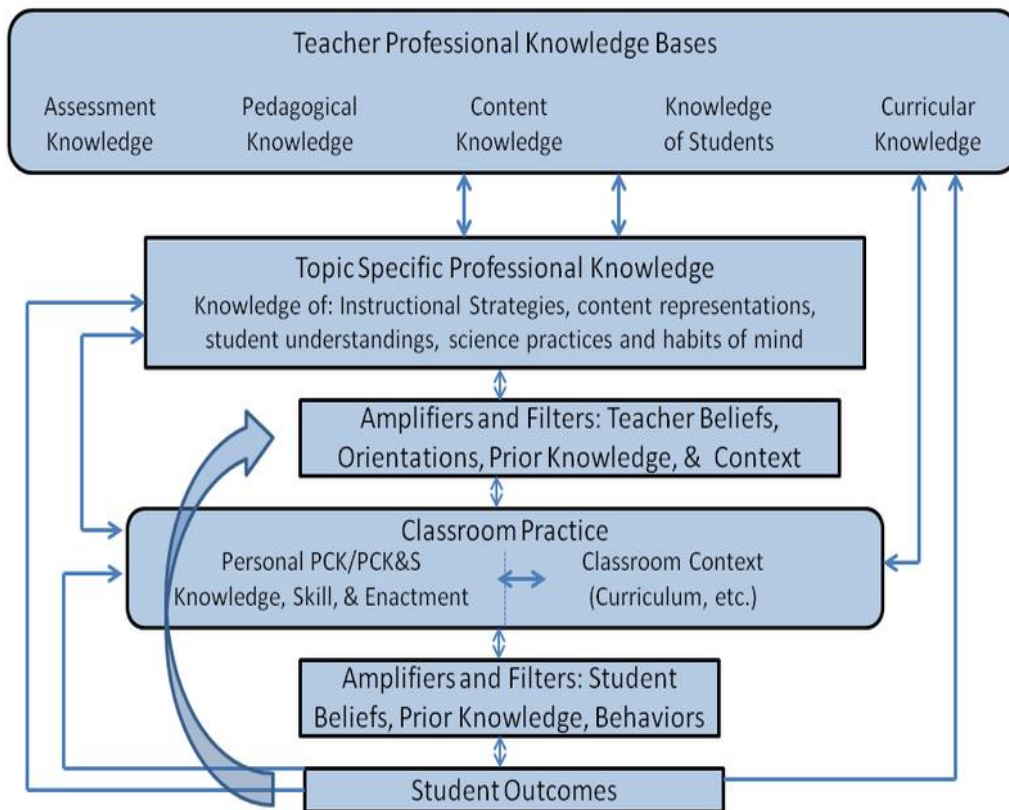 Teacher Professional Knowledge Bases
Assessment Knowledge
Pedagogical Knowledge
Content Knowledge
Knowledge of Students
Curricular Knowledge
Topic Specific Professional Knowledge
Knowledge of: Instructional Strategies, content representations,
student understandings, science practices and habits of mind
Amplifiers and Filters: Teacher Beliefs,
Orientations, Prior Knowledge, & Context
Classroom Practice
Personal PCK/PCK&S
Knowledge, Skill, & Enactment
Classroom Context
(Curriculum, etc.)
Amplifiers and Filters: Student
Beliefs, Prior Knowledge, Behaviors
Student Outcomes